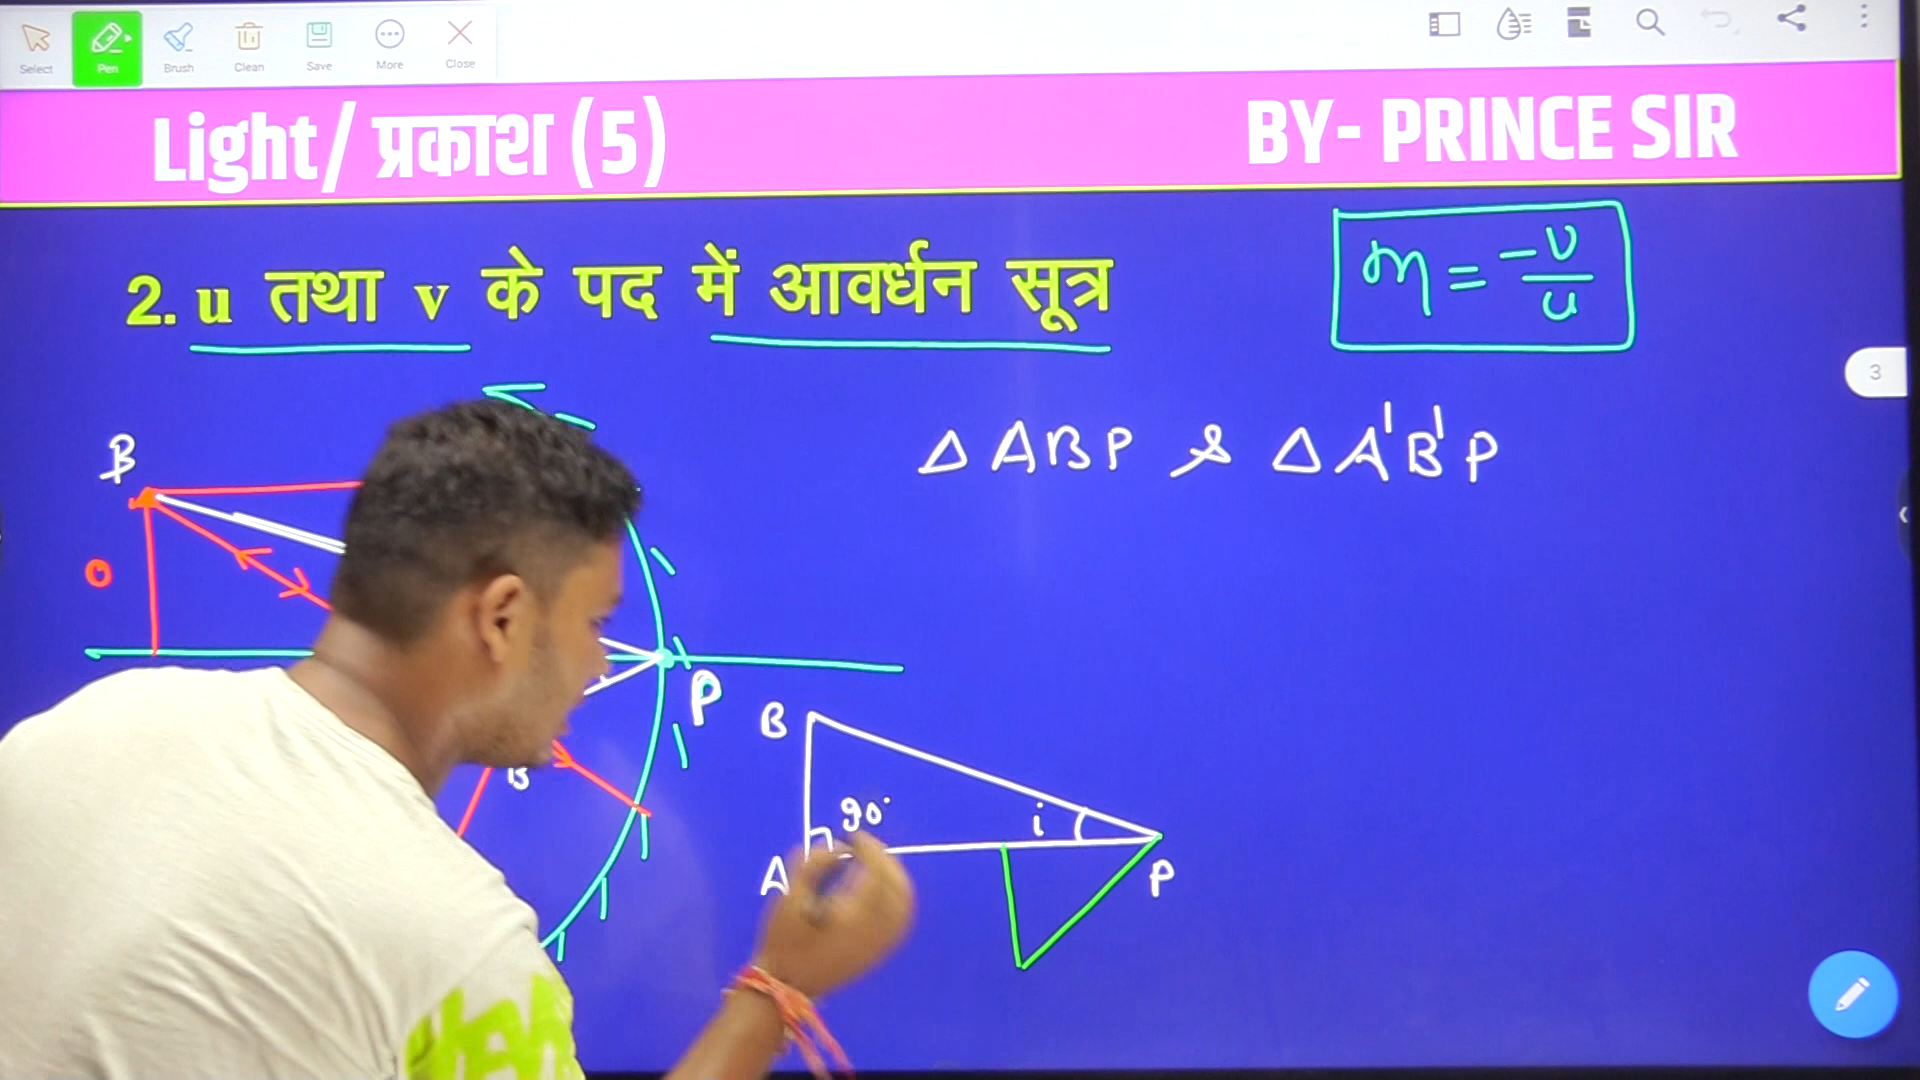 Select Pen Brush Clean Save More Close
Light/ प्रकाश (5)
BY- PRINCE SIR
2. u तथा v के पद में आवर्धन सूत्र
m = -v/u
3
Δ ABP & Δ A'B'P
B
O
P
B
B
90°
i
A
P